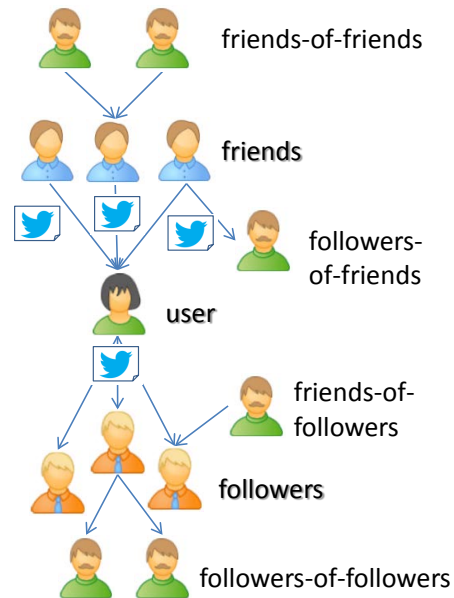 friends-of-friends
friends
followers-
of-friends
user
friends-of-
followers
followers
followers-of-followers